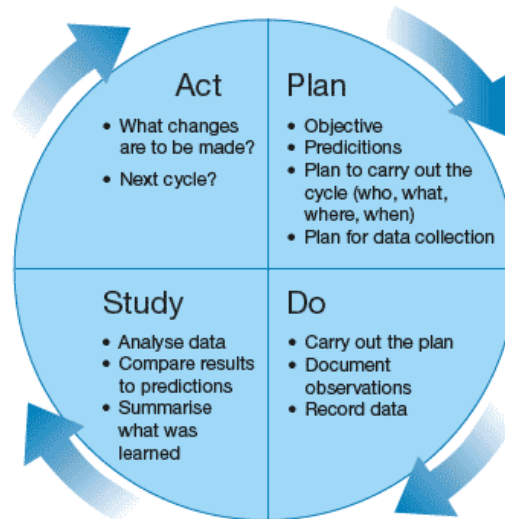 Act
• What changes
are to be made?
• Next cycle?
Plan
• Objective
• Predicitions
• Plan to carry out the
cycle (who, what,
where, when)
• Plan for data collection
Study
• Analyse data
• Compare results
to predictions
• Summarise
what was
learned
Do
• Carry out the plan
• Document
observations
• Record data